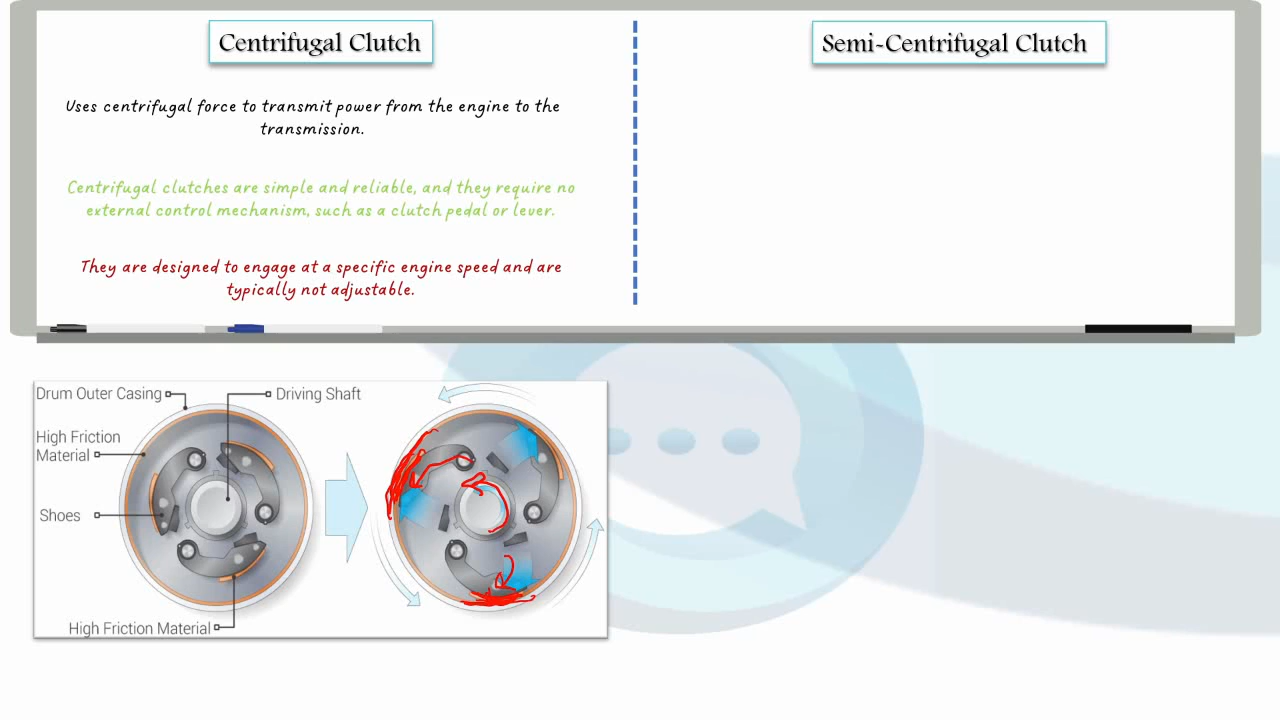 Centrifugal Clutch
Uses centrifugal force to transmit power from the engine to the
transmission.
Centrifugal clutches are simple and reliable, and they require no
external control mechanism, such as a clutch pedal or lever.
They are designed to engage at a specific engine speed and are
typically not adjustable.
Semi-Centrifugal Clutch
Drum Outer Casing
Driving Shaft
High Friction
Material
Shoes
High Friction Material